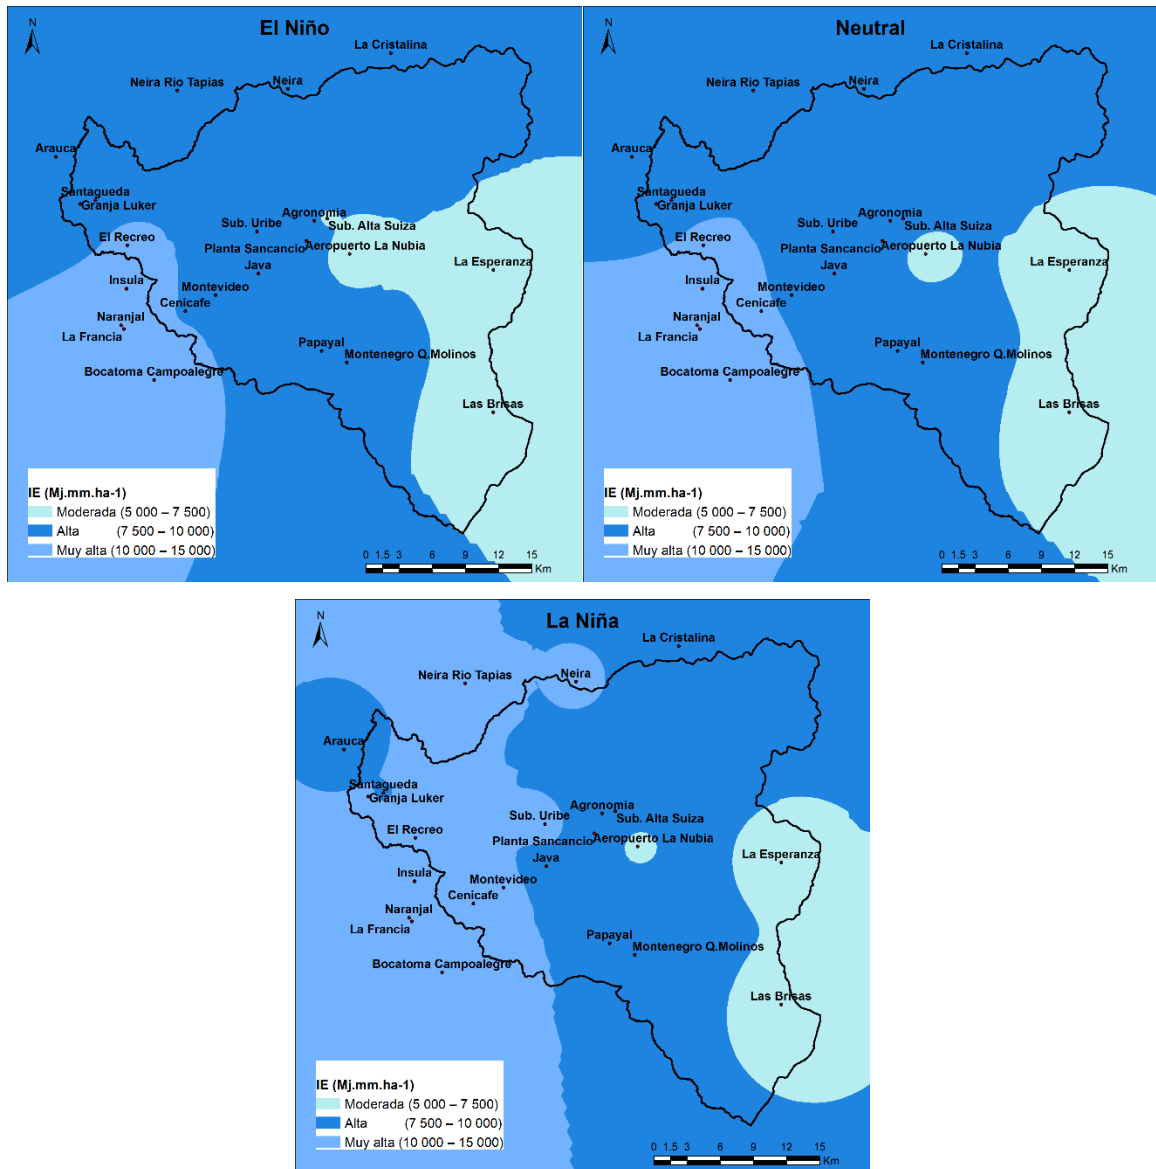 El Niño
N
La Cristalina
Neira Rio Tapias
Neira
Arauca
Santagueda
Granja Luker
Agronomia
Sub. Uribe
Sub. Alta Suiza
El Recreo
Planta Sancancio
Aeropuerto La Nubia
Java
La Esperanza
Insula
Montevideo
Cenicafe
Naranjal
La Francia
Papayal
Montenegro Q.Molinos
Bocatoma Campoalegre
Las Brisas
IE (Mj.mm.ha-1)
Moderada (5 000 – 7 500)
Alta (7 500 – 10 000)
Muy alta (10 000 – 15 000)
0 1.5 3 6 9 12 15
Km
Neutral
N
La Cristalina
Neira Rio Tapias
Neira
Arauca
Santagueda
Granja Luker
Agronomia
Sub. Uribe
Sub. Alta Suiza
El Recreo
Planta Sancancio
Aeropuerto La Nubia
Java
La Esperanza
Insula
Montevideo
Cenicafe
Naranjal
La Francia
Papayal
Montenegro Q.Molinos
Bocatoma Campoalegre
Las Brisas
IE (Mj.mm.ha-1)
Moderada (5 000 – 7 500)
Alta (7 500 – 10 000)
Muy alta (10 000 – 15 000)
0 1.5 3 6 9 12 15
Km
La Niña
N
La Cristalina
Neira Rio Tapias
Neira
Arauca
Santagueda
Granja Luker
Agronomia
Sub. Uribe
Sub. Alta Suiza
El Recreo
Planta Sancancio
Aeropuerto La Nubia
Java
La Esperanza
Insula
Montevideo
Cenicafe
Naranjal
La Francia
Papayal
Montenegro Q.Molinos
Bocatoma Campoalegre
Las Brisas
IE (Mj.mm.ha-1)
Moderada (5 000 – 7 500)
Alta (7 500 – 10 000)
Muy alta (10 000 – 15 000)
0 1.5 3 6 9 12 15
Km